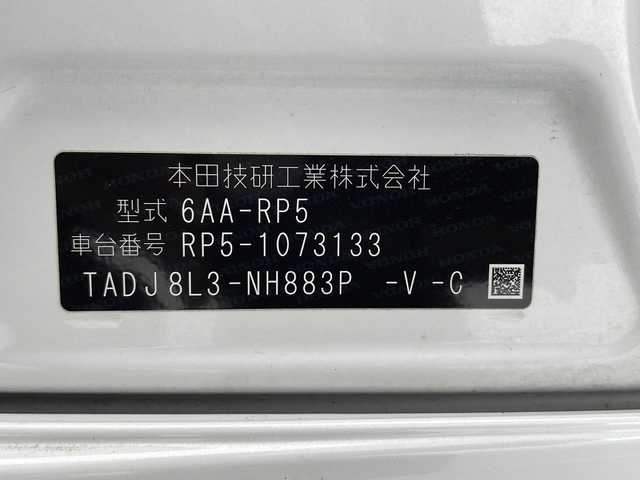 本田技研工業株式会社
型式 6AA-RP5
車台番号 RP5-1073133
TADJ8L3-NH883P -V-C